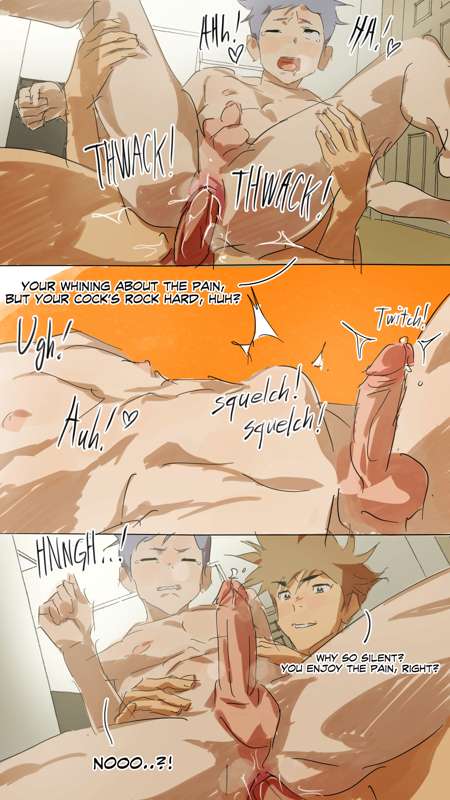 AHh! ♡
HA! ♡
THWACK!
THWACK!
YOUR WHINING ABOUT THE PAIN,
BUT YOUR COCK'S ROCK HARD, HUH?
Ugh!
Twitch!
Auh! ♡
squelch!
squelch!
HNNGH..!
WHY SO SILENT?
YOU ENJOY THE PAIN, RIGHT?
NOOO..?!